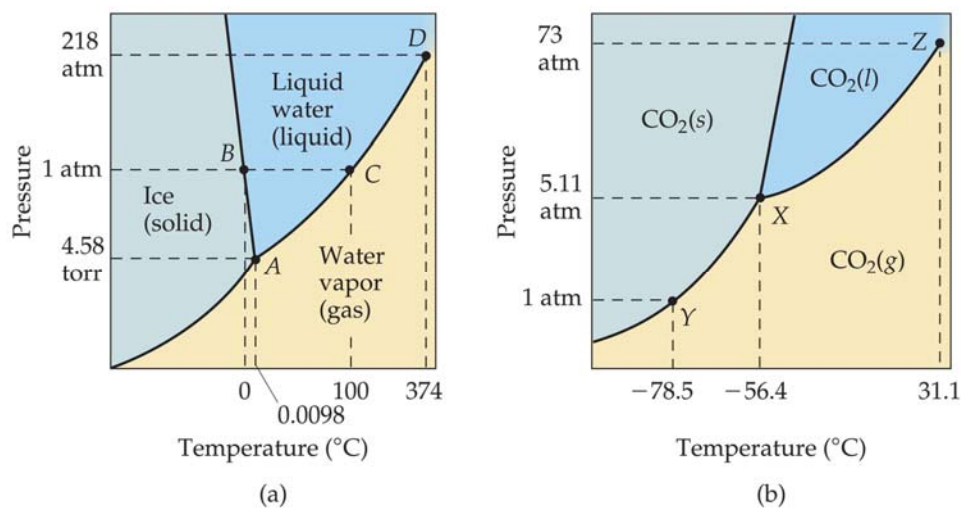 218
atm
D
Liquid
water
(liquid)
B
1 atm
C
Ice
(solid)
4.58
torr
A
Water
vapor
(gas)
Pressure
0
100
374
0.0098
Temperature (°C)
(a)
73
atm
Z
CO₂(l)
CO₂(s)
5.11
atm
X
CO₂(g)
1 atm
Y
Pressure
−78.5
−56.4
31.1
Temperature (°C)
(b)